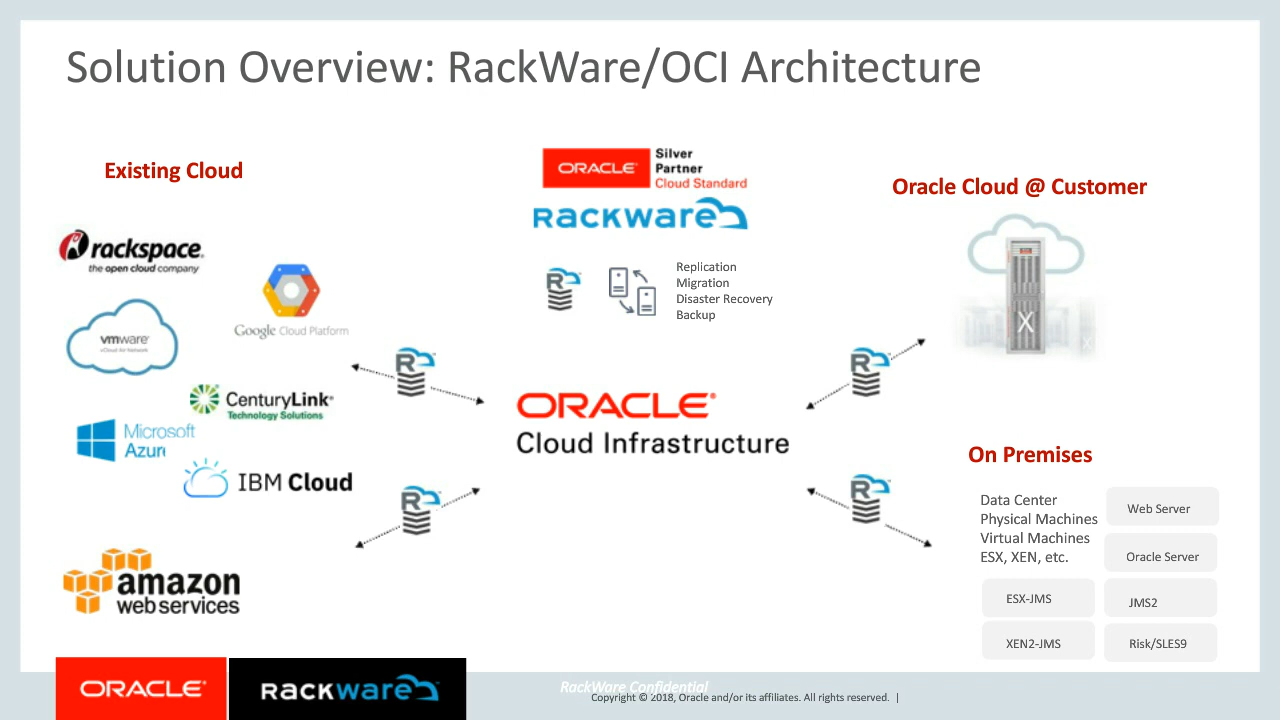 Solution Overview: RackWare/OCI Architecture
Existing Cloud
rackspace.
the open cloud company
Google Cloud Platform
vmware
vCloud Air Network
CenturyLink®
Technology Solutions
Microsoft
Azure
IBM Cloud
amazon
web services
ORACLE®
Silver
Partner
Cloud Standard
RACKWARE
R
Replication
Migration
Disaster Recovery
Backup
R
R
ORACLE®
Cloud Infrastructure
R
R
Oracle Cloud @ Customer
X
On Premises
Data Center
Physical Machines
Virtual Machines
ESX, XEN, etc.
Web Server
Oracle Server
ESX-JMS
JMS2
XEN2-JMS
Risk/SLES9
ORACLE®
RACKWARE
RackWare Confidential
Copyright © 2018, Oracle and/or its affiliates. All rights reserved. |